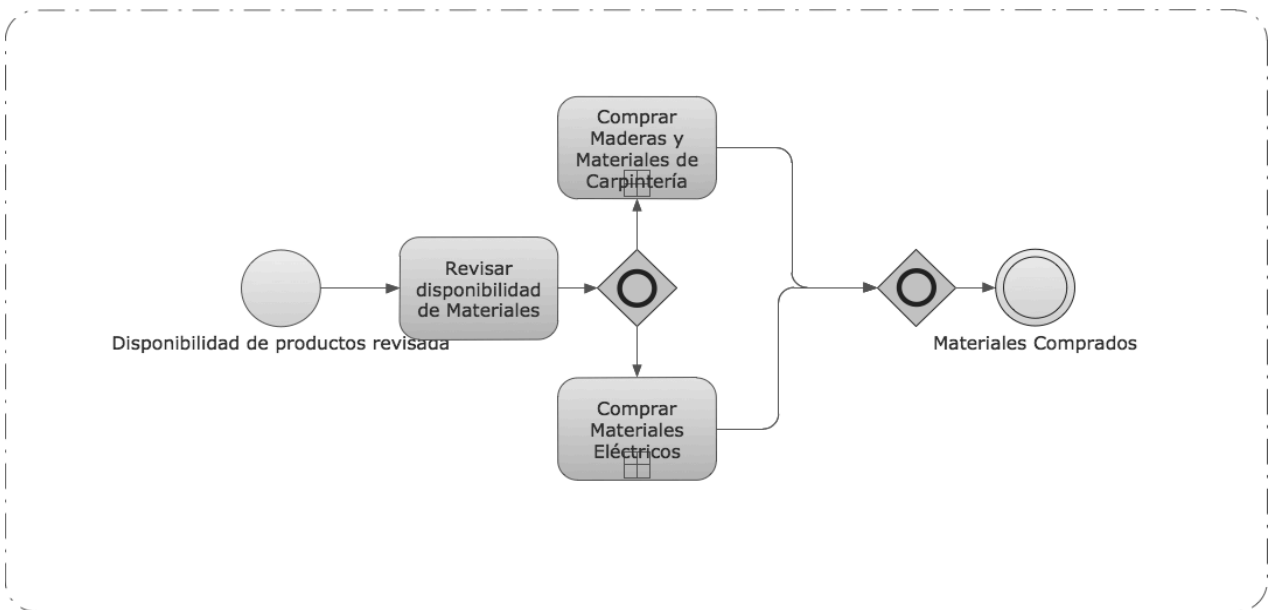 Comprar
Maderas y
Materiales de
Carpintería
Revisar
disponibilidad
de Materiales
Disponibilidad de productos revisada
Materiales Comprados
Comprar
Materiales
Eléctricos